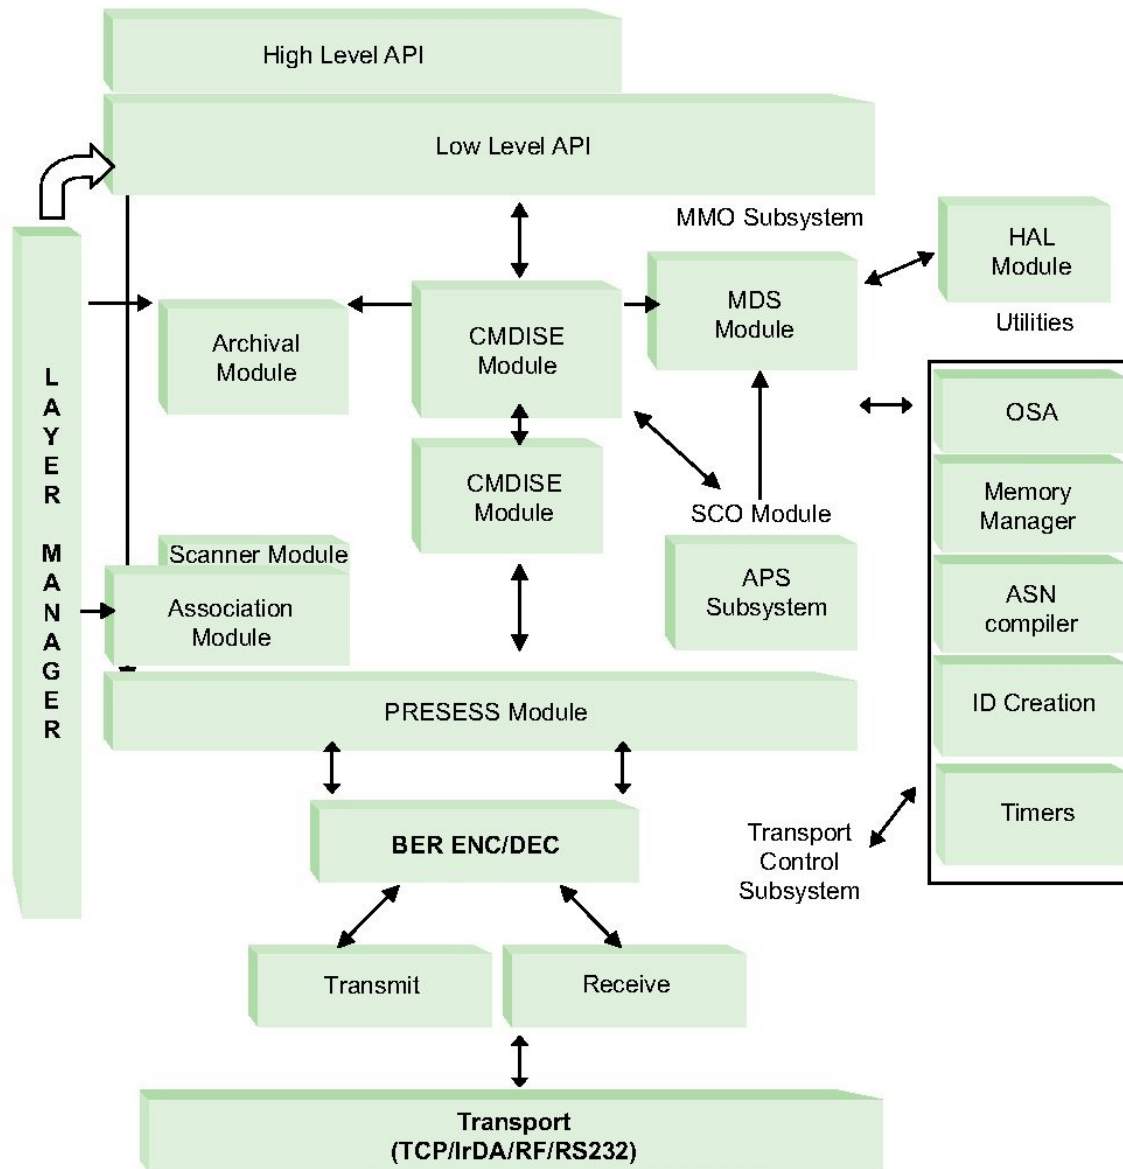 High Level API
Low Level API
MMO Subsystem
HAL
Module
Utilities
MDS
Module
CMDISE
Module
Archival
Module
LAYER MANAGER
OSA
CMDISE
Module
SCO Module
Memory
Manager
Scanner Module
Association
Module
APS
Subsystem
ASN
compiler
PRESESS Module
ID Creation
BER ENC/DEC
Transport
Control
Subsystem
Timers
Transmit
Receive
Transport
(TCP/IrDA/RF/RS232)